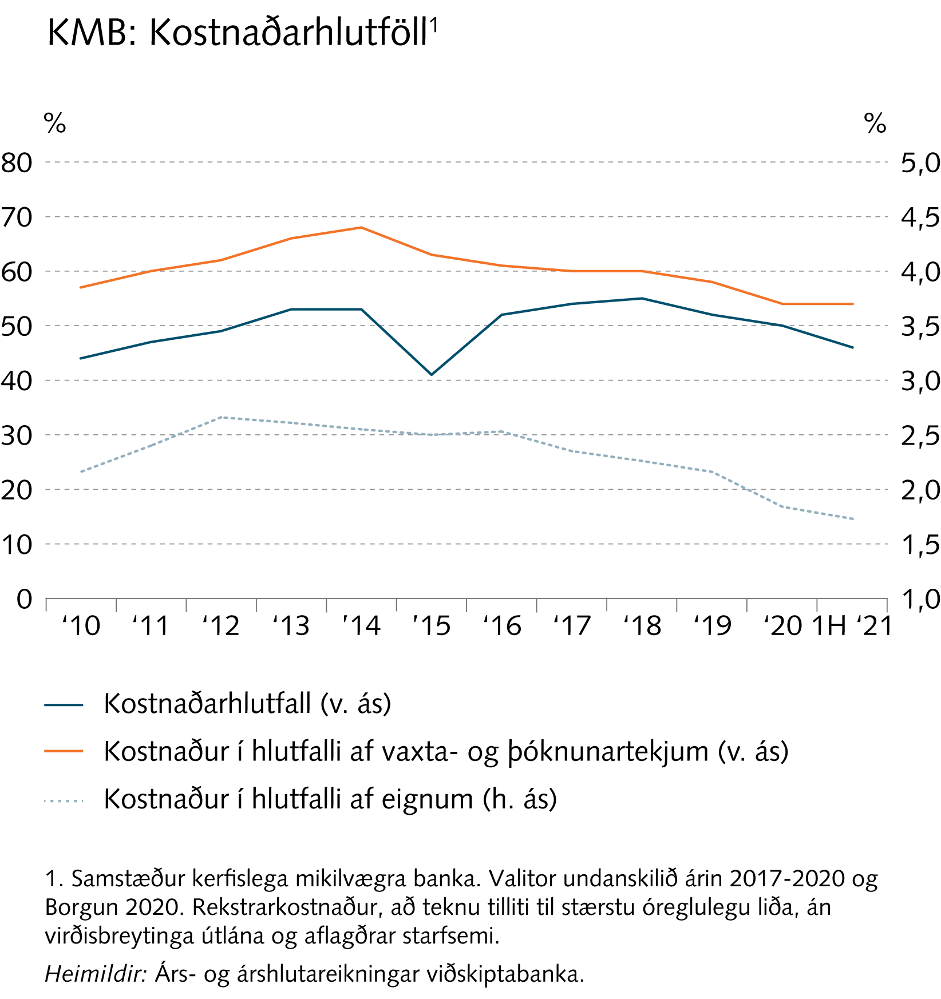 KMB: Kostnaðarhlutföll¹
% %
80 5,0
70 4,5
60 4,0
50 3,5
40 3,0
30 2,5
20 2,0
10 1,5
0 1,0
‘10 ‘11 ‘12 ‘13 ’14 ’15 ‘16 ‘17 ‘18 ‘19 ‘20 1H ‘21
Kostnaðarhlutfall (v. ás)
Kostnaður í hlutfalli af vaxta- og þóknunartekjum (v. ás)
Kostnaður í hlutfalli af eignum (h. ás)
1. Samstæður kerfislega mikilvægra banka. Valitor undanskilið árin 2017-2020 og
Borgun 2020. Rekstrarkostnaður, að teknu tilliti til stærstu óreglulegu liða, án
virðisbreytinga útlána og aflagðrar starfsemi.
Heimildir: Árs- og árshlutareikningar viðskiptabanka.